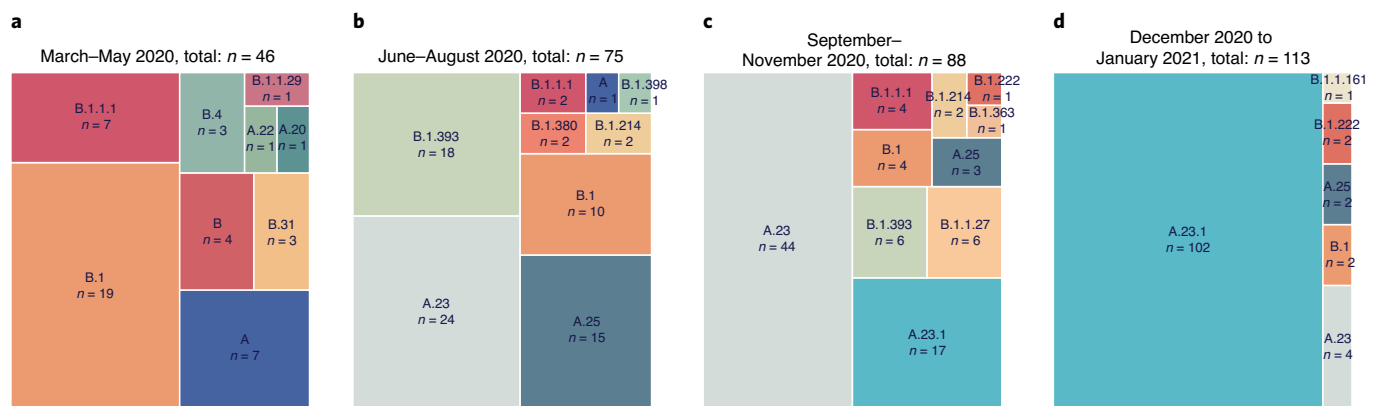 a
March–May 2020, total: n = 46
B.1.1.1
n = 7
B.1
n = 19
B.4
n = 3
B.1.1.29
n = 1
A.22
n = 1
A.20
n = 1
B
n = 4
B.31
n = 3
A
n = 7
b
June–August 2020, total: n = 75
B.1.393
n = 18
A.23
n = 24
B.1.1.1
n = 2
A
n = 1
B.1.398
n = 1
B.1.380
n = 2
B.1.214
n = 2
B.1
n = 10
A.25
n = 15
c
September–
November 2020, total: n = 88
A.23
n = 44
B.1.1.1
n = 4
B.1.214
n = 2
B.1.222
n = 1
B.1.363
n = 1
B.1
n = 4
A.25
n = 3
B.1.393
n = 6
B.1.1.27
n = 6
A.23.1
n = 17
d
December 2020 to
January 2021, total: n = 113
A.23.1
n = 102
B.1.1.161
n = 1
B.1.222
n = 2
A.25
n = 2
B.1
n = 2
A.23
n = 4